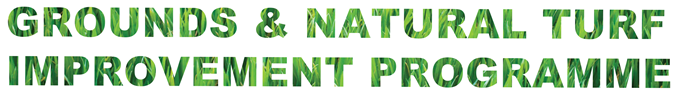 GROUNDS & NATURAL TURF
IMPROVEMENT PROGRAMME